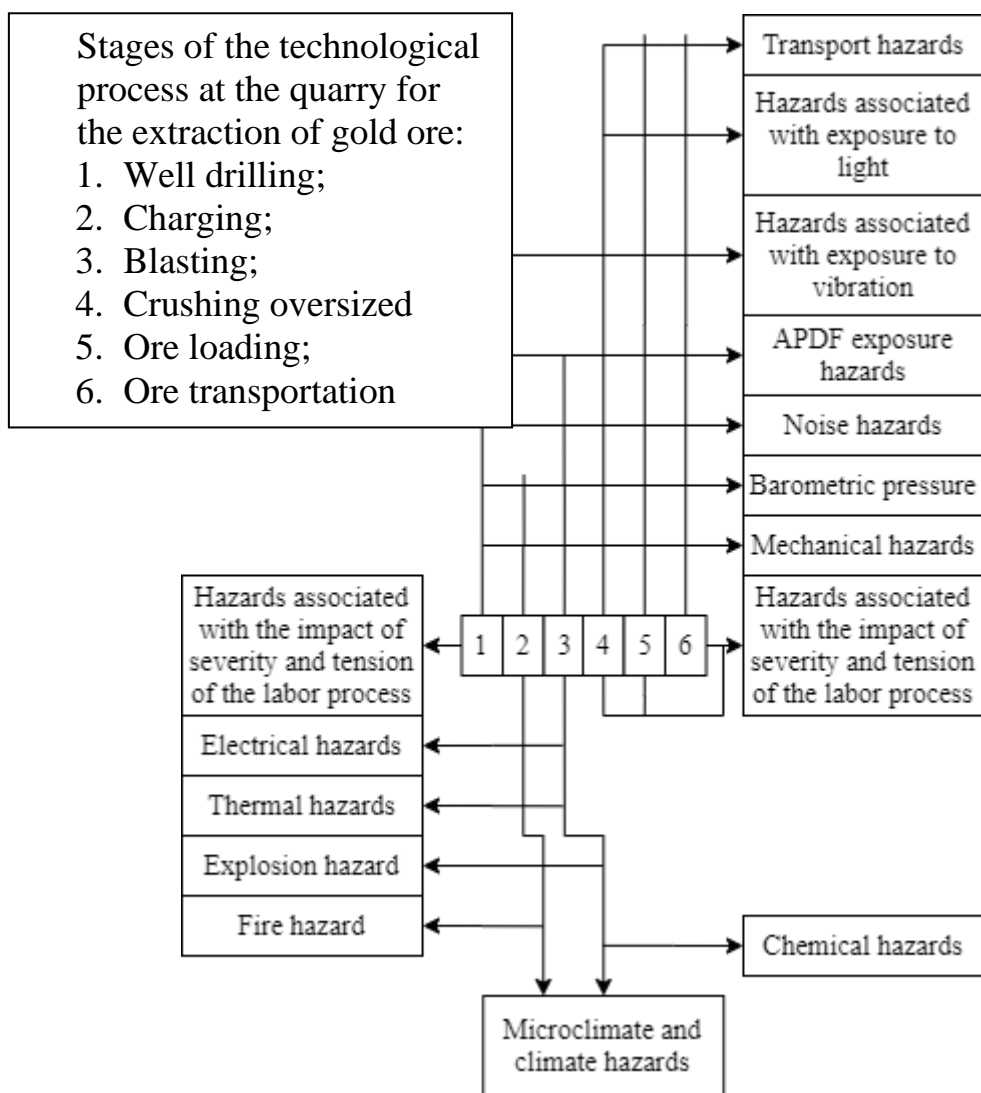 Stages of the technological
process at the quarry for
the extraction of gold ore:
1. Well drilling;
2. Charging;
3. Blasting;
4. Crushing oversized
5. Ore loading;
6. Ore transportation
Transport hazards
Hazards associated
with exposure to
light
Hazards associated
with exposure to
vibration
APDF exposure
hazards
Noise hazards
Barometric pressure
Mechanical hazards
Hazards associated
with the impact of
severity and tension
of the labor process
1 2 3 4 5 6
Hazards associated
with the impact of
severity and tension
of the labor process
Electrical hazards
Thermal hazards
Explosion hazard
Fire hazard
Chemical hazards
Microclimate and
climate hazards